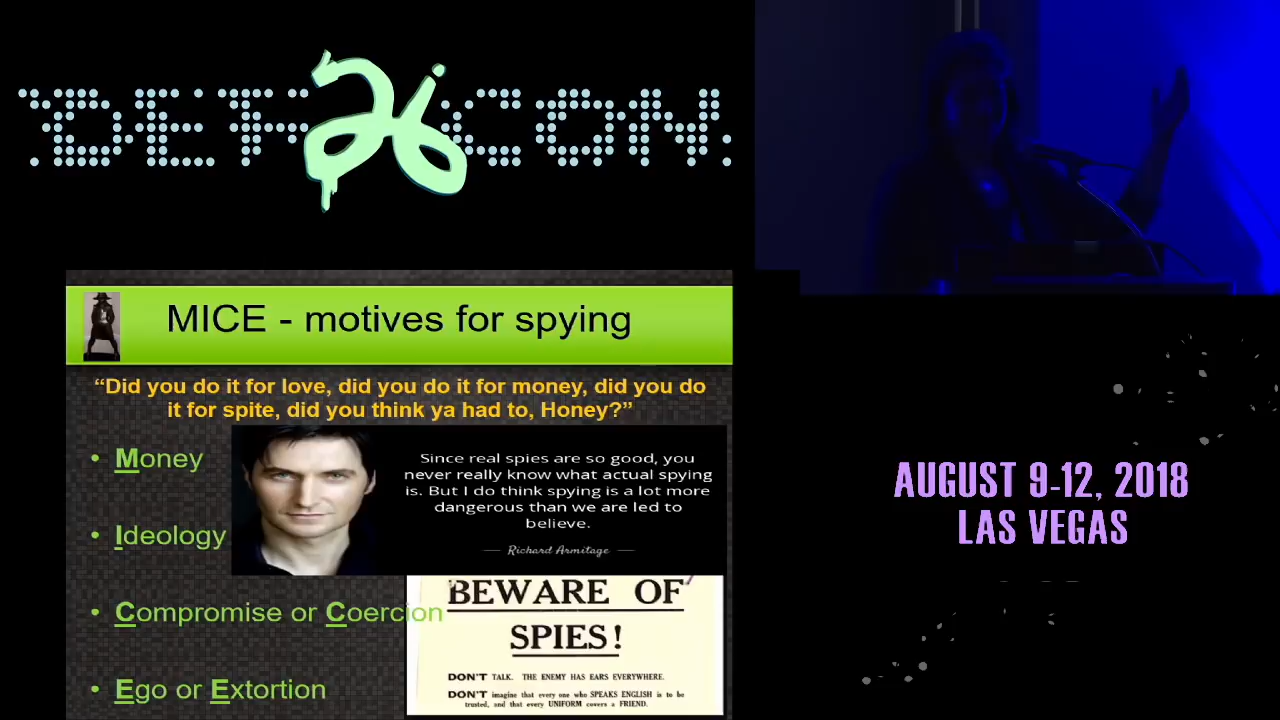 DEF 26 CON
MICE - motives for spying
“Did you do it for love, did you do it for money, did you do
it for spite, did you think ya had to, Honey?”
• Money
• Ideology
• Compromise or Coercion
• Ego or Extortion
Since real spies are so good, you
never really know what actual spying
is. But I do think spying is a lot more
dangerous than we are led to
believe.
— Richard Armitage —
BEWARE OF
SPIES!
DON'T TALK. THE ENEMY HAS EARS EVERYWHERE.
DON'T imagine that every one who SPEAKS ENGLISH is to be
trusted, and that every UNIFORM covers a FRIEND.
AUGUST 9-12, 2018
LAS VEGAS